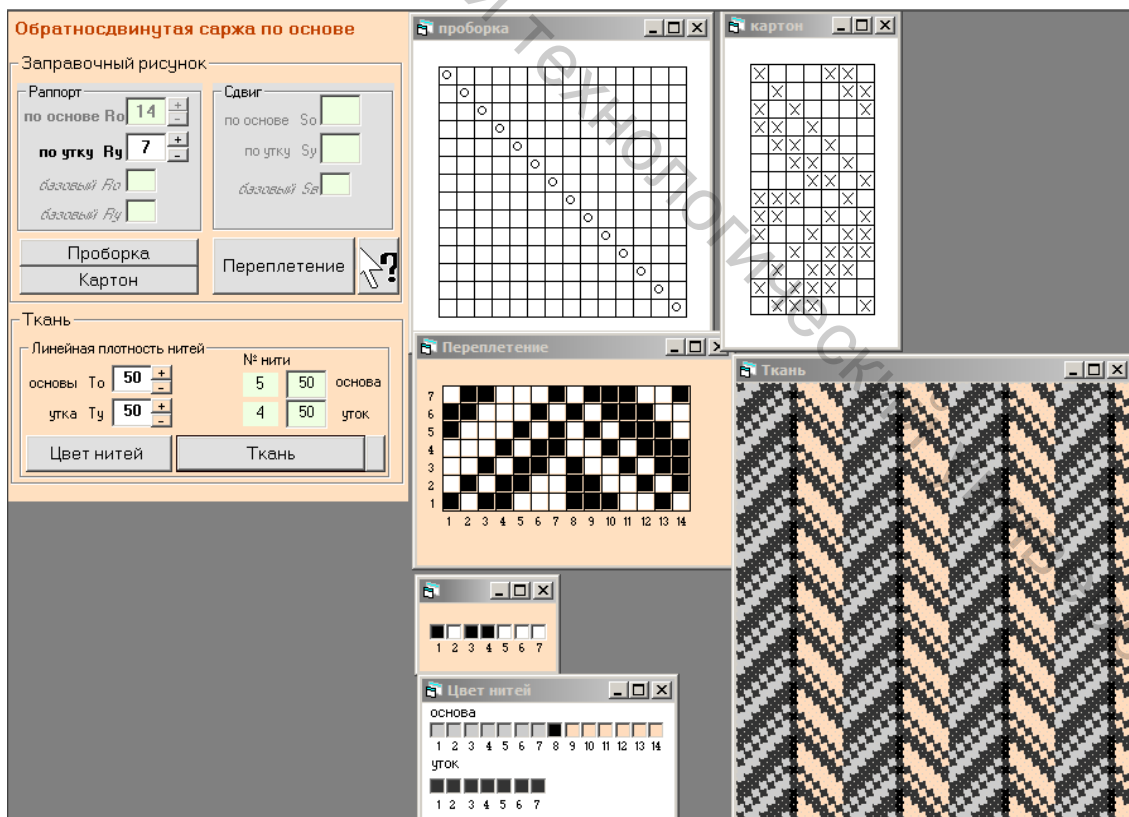 Обратносдвинутая саржа по основе
Заправочный рисунок
Раппорт
по основе Ro 14 + -
по утку Ry 7 + -
базовый Ro
базовый Ry
Сдвиг
по основе So
по утку Sy
базовый Sв
Проборка
Картон
Переплетение
?
Ткань
Линейная плотность нитей
основы То 50 + -
утка Ту 50 + -
№ нити
5 50 основа
4 50 уток
Цвет нитей
Ткань
проборка
картон
Переплетение
7
6
5
4
3
2
1
1 2 3 4 5 6 7 8 9 10 11 12 13 14
1 2 3 4 5 6 7
Цвет нитей
основа
1 2 3 4 5 6 7 8 9 10 11 12 13 14
уток
1 2 3 4 5 6 7
Ткань
й технологический